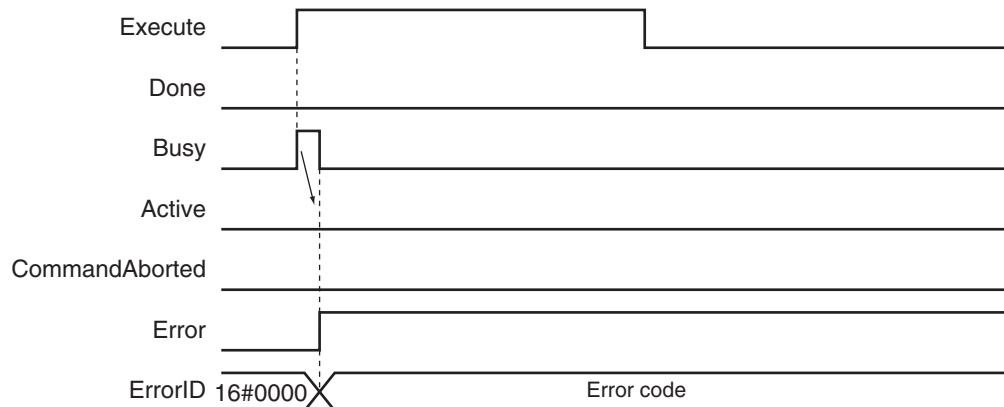 Execute
Done
Busy
Active
CommandAborted
Error
ErrorID 16#0000 Error code